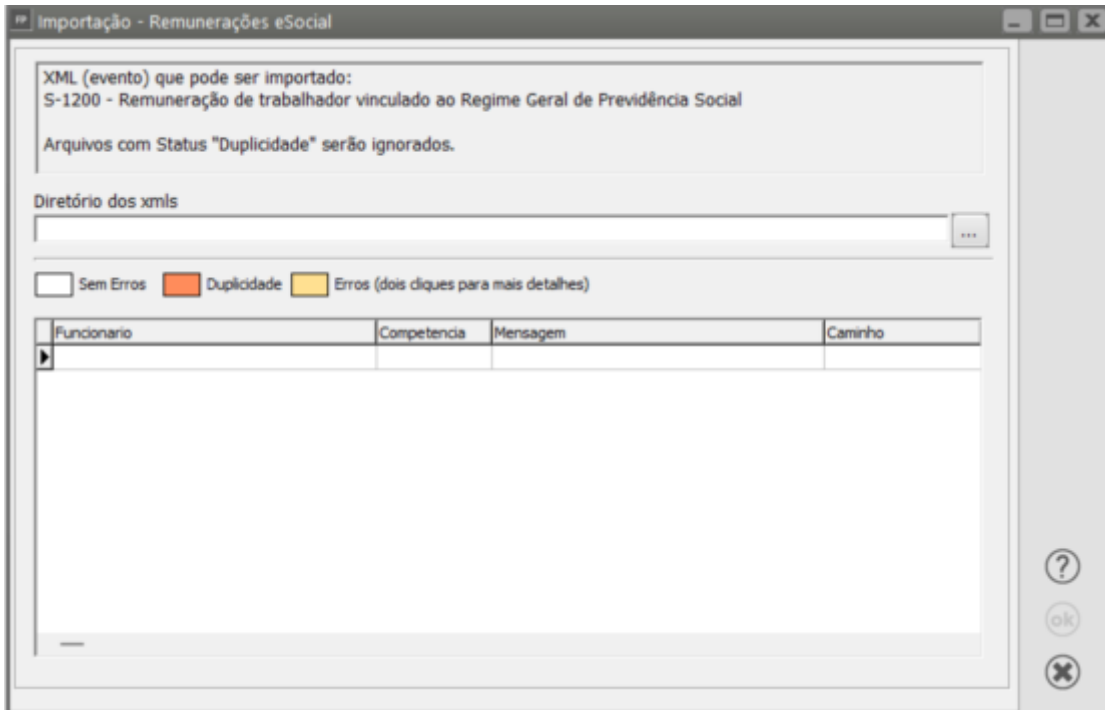 FP Importação - Remunerações eSocial
XML (evento) que pode ser importado:
S-1200 - Remuneração de trabalhador vinculado ao Regime Geral de Previdência Social
Arquivos com Status "Duplicidade" serão ignorados.
Diretório dos xmls
...
Sem Erros Duplicidade Erros (dois cliques para mais detalhes)
Funcionario Competencia Mensagem Caminho
?
ok